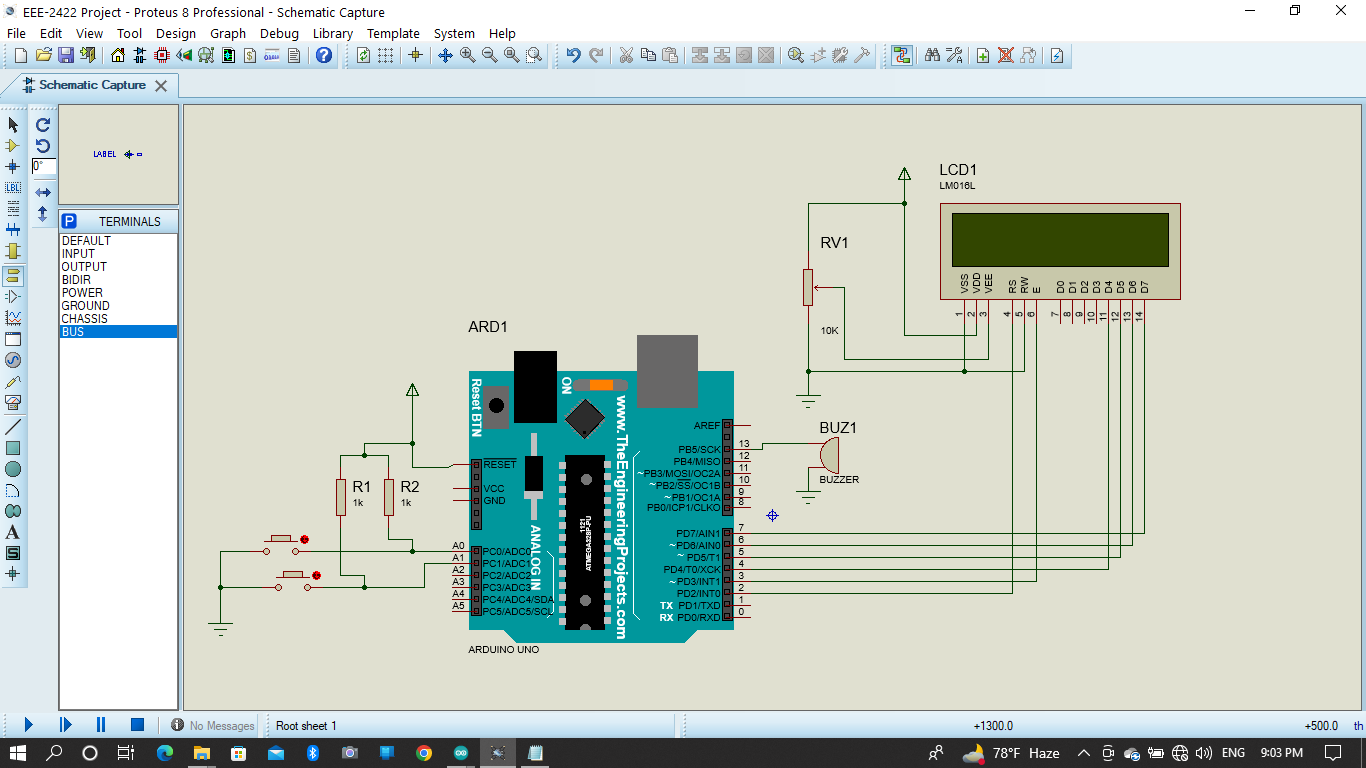 EEE-2422 Project - Proteus 8 Professional - Schematic Capture
File Edit View Tool Design Graph Debug Library Template System Help
Schematic Capture
LBL
0°
LABEL
P TERMINALS
DEFAULT
INPUT
OUTPUT
BIDIR
POWER
GROUND
CHASSIS
BUS
A
S
LCD1
LM016L
VSS VDD VEE RS RW E D0 D1 D2 D3 D4 D5 D6 D7
1 2 3 4 5 6 7 8 9 10 11 12 13 14
RV1
10K
ARD1
Reset BTN
ON
www.TheEngineeringProjects.com
ANALOG IN
1121
ATMEGA328P-PU
RESET
VCC
GND
A0 PC0/ADC0
A1 PC1/ADC1
A2 PC2/ADC2
A3 PC3/ADC3
A4 PC4/ADC4/SDA
A5 PC5/ADC5/SCL
AREF
PB5/SCK 13
PB4/MISO 12
~PB3/MOSI/OC2A 11
~PB2/SS/OC1B 10
~PB1/OC1A 9
PB0/ICP1/CLKO 8
PD7/AIN1 7
~PD6/AIN0 6
~PD5/T1 5
PD4/T0/XCK 4
~PD3/INT1 3
PD2/INT0 2
TX PD1/TXD 1
RX PD0/RXD 0
ARDUINO UNO
BUZ1
BUZZER
R1
1k
R2
1k
No Messages
Root sheet 1
+1300.0
+500.0
th
78°F Haze
ENG
9:03 PM